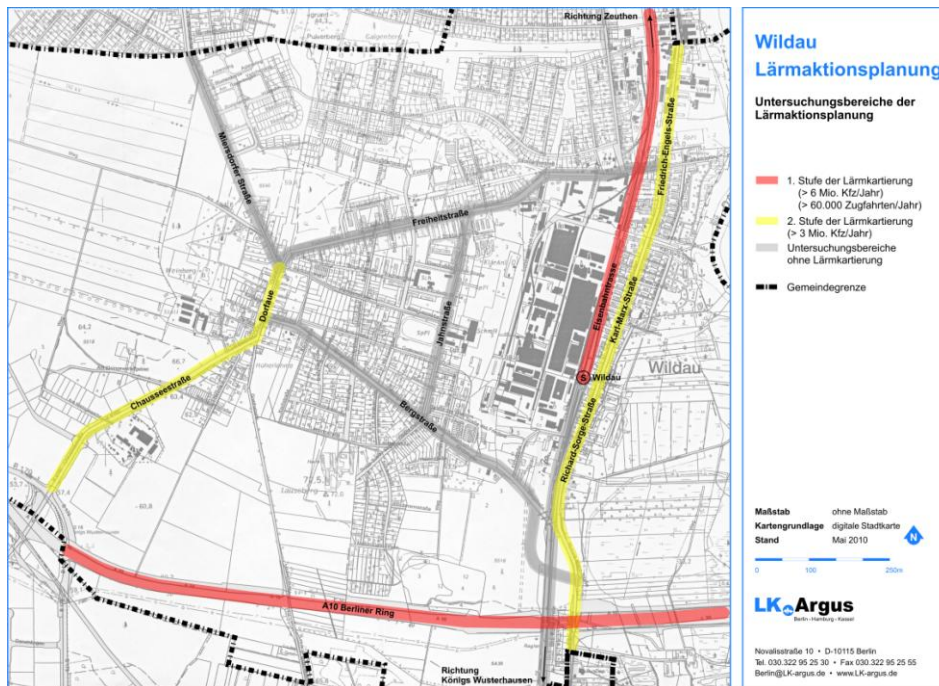 Richtung Zeuthen
Miersdorfer Straße
Friedrich-Engels-Straße
Freiheitstraße
Dorfaue
Eisenbahntrasse
Karl-Marx-Straße
Jahnstraße
S Wildau
Wildau
Chausseestraße
Bergstraße
Richard-Sorge-Straße
A10 Berliner Ring
Richtung
Königs Wusterhausen
Wildau
Lärmaktionsplanung
Untersuchungsbereiche der
Lärmaktionsplanung
1. Stufe der Lärmkartierung
(> 6 Mio. Kfz/Jahr)
(> 60.000 Zugfahrten/Jahr)
2. Stufe der Lärmkartierung
(> 3 Mio. Kfz/Jahr)
Untersuchungsbereiche
ohne Lärmkartierung
Gemeindegrenze
Maßstab ohne Maßstab
Kartengrundlage digitale Stadtkarte
Stand Mai 2010
N
0 100 250m
LK Argus
Berlin - Hamburg - Kassel
Novalisstraße 10 • D-10115 Berlin
Tel. 030.322 95 25 30 • Fax 030.322 95 25 55
Berlin@LK-argus.de • www.LK-argus.de